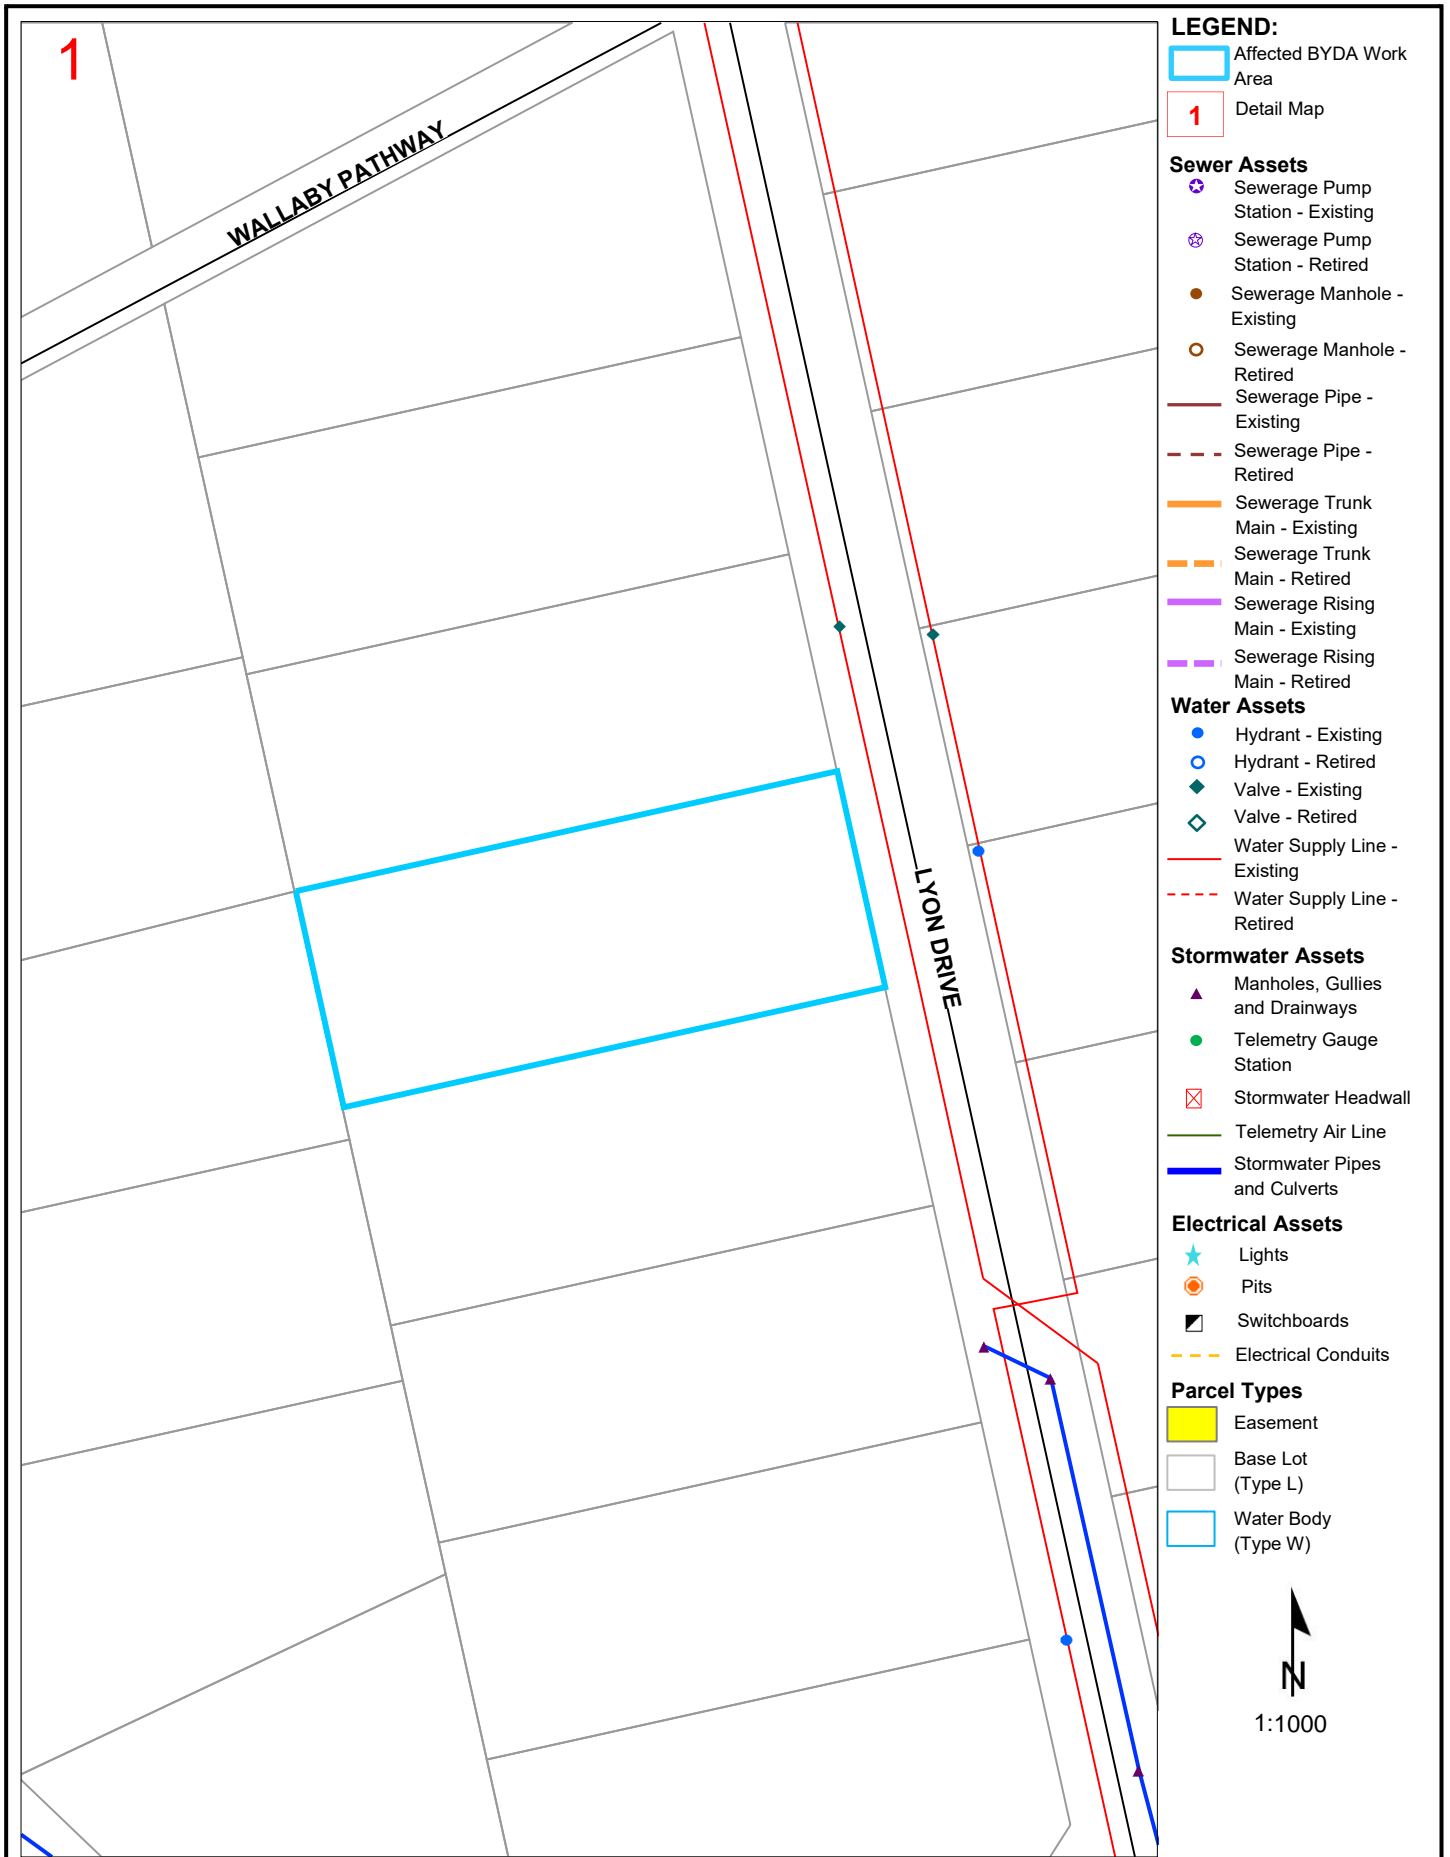 1
WALLABY PATHWAY
LYON DRIVE
LEGEND:
Affected BYDA Work
Area
1
Detail Map
Sewer Assets
Sewerage Pump
Station - Existing
Sewerage Pump
Station - Retired
Sewerage Manhole -
Existing
Sewerage Manhole -
Retired
Sewerage Pipe -
Existing
Sewerage Pipe -
Retired
Sewerage Trunk
Main - Existing
Sewerage Trunk
Main - Retired
Sewerage Rising
Main - Existing
Sewerage Rising
Main - Retired
Water Assets
Hydrant - Existing
Hydrant - Retired
Valve - Existing
Valve - Retired
Water Supply Line -
Existing
Water Supply Line -
Retired
Stormwater Assets
Manholes, Gullies
and Drainways
Telemetry Gauge
Station
Stormwater Headwall
Telemetry Air Line
Stormwater Pipes
and Culverts
Electrical Assets
Lights
Pits
Switchboards
Electrical Conduits
Parcel Types
Easement
Base Lot
(Type L)
Water Body
(Type W)
N
1:1000